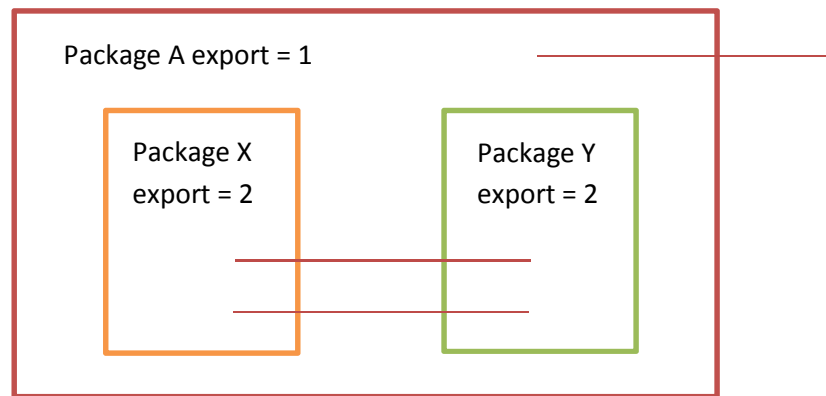 Package A export = 1
Package X
export = 2
Package Y
export = 2